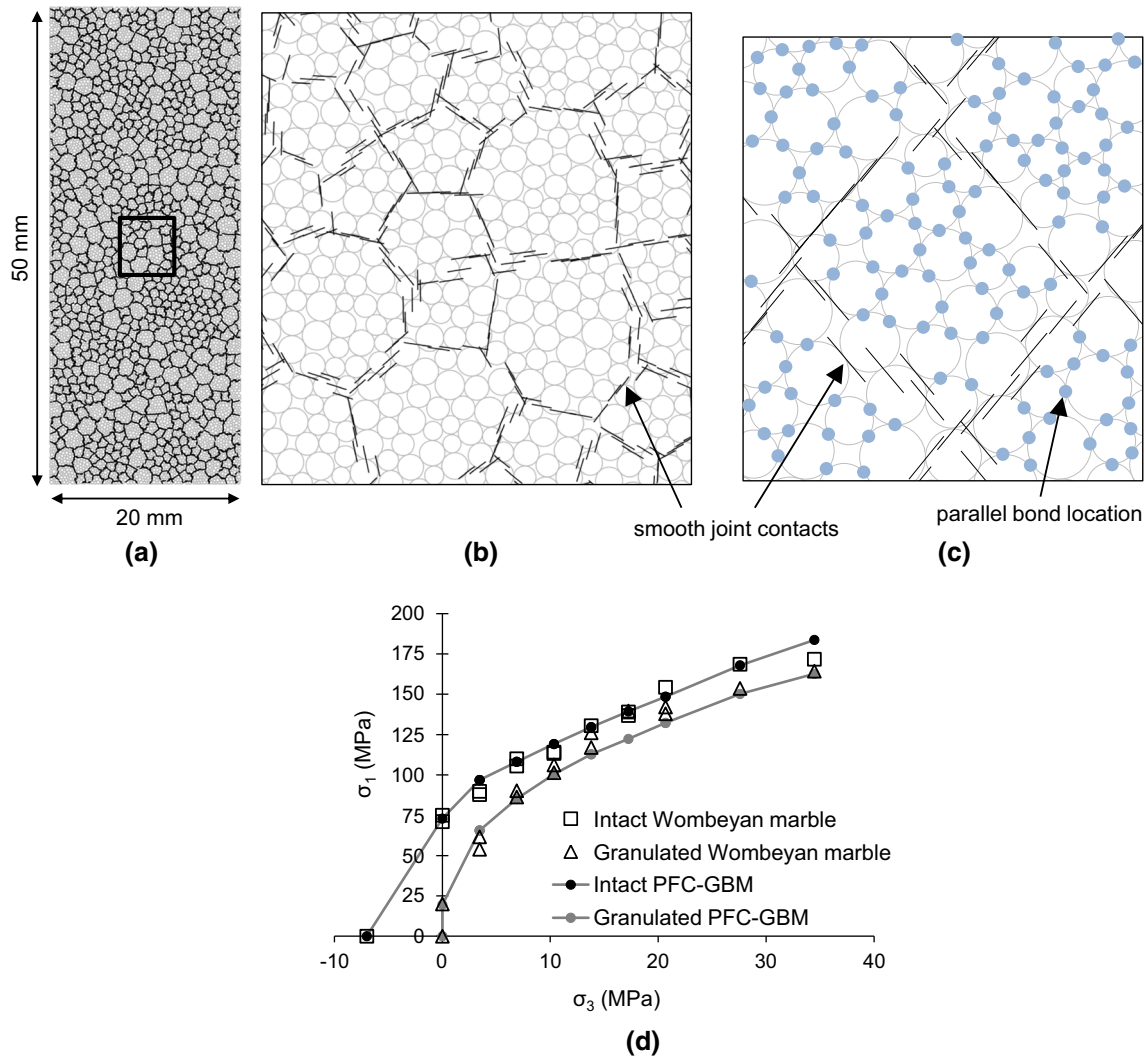 50 mm
20 mm
(a)
(b)
smooth joint contacts
(c)
parallel bond location
200
175
150
125
100
75
50
25
0
σ1 (MPa)
-10 0 10 20 30 40
σ3 (MPa)
Intact Wombeyan marble
Granulated Wombeyan marble
Intact PFC-GBM
Granulated PFC-GBM
(d)